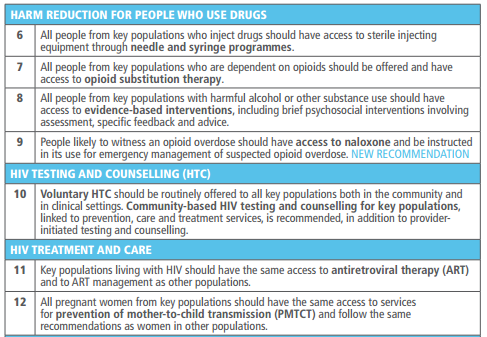 HARM REDUCTION FOR PEOPLE WHO USE DRUGS
6 All people from key populations who inject drugs should have access to sterile injecting
equipment through needle and syringe programmes.
7 All people from key populations who are dependent on opioids should be offered and have
access to opioid substitution therapy.
8 All people from key populations with harmful alcohol or other substance use should have
access to evidence-based interventions, including brief psychosocial interventions involving
assessment, specific feedback and advice.
9 People likely to witness an opioid overdose should have access to naloxone and be instructed
in its use for emergency management of suspected opioid overdose. NEW RECOMMENDATION
HIV TESTING AND COUNSELLING (HTC)
10 Voluntary HTC should be routinely offered to all key populations both in the community and
in clinical settings. Community-based HIV testing and counselling for key populations,
linked to prevention, care and treatment services, is recommended, in addition to provider-
initiated testing and counselling.
HIV TREATMENT AND CARE
11 Key populations living with HIV should have the same access to antiretroviral therapy (ART)
and to ART management as other populations.
12 All pregnant women from key populations should have the same access to services
for prevention of mother-to-child transmission (PMTCT) and follow the same
recommendations as women in other populations.